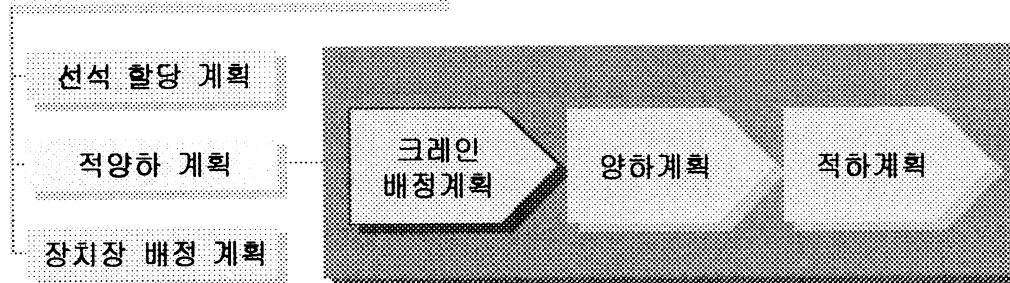 선석 할당 계획
적양하 계획
장치장 배정 계획
크레인
배정계획
양하계획
적하계획